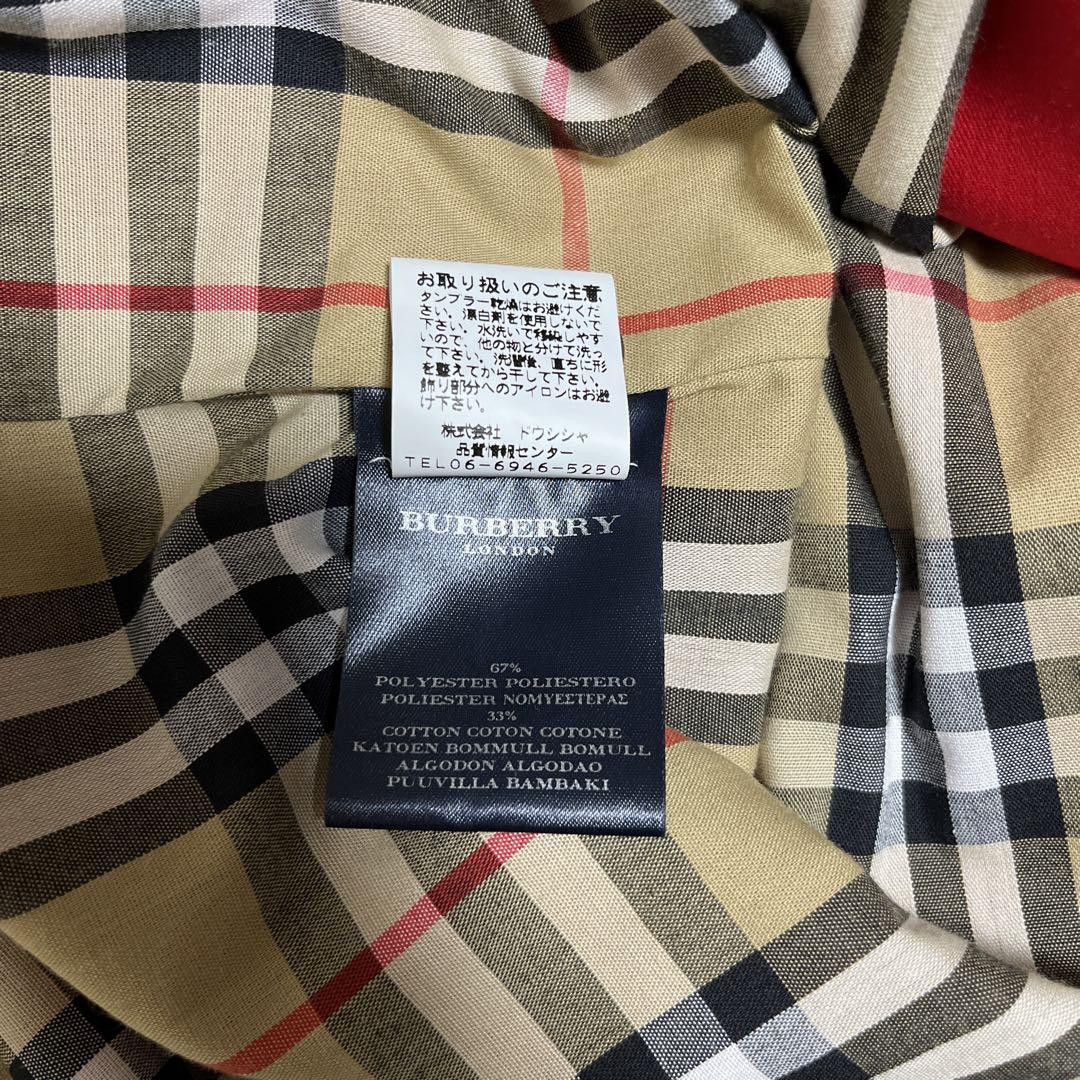 お取り扱いのご注意
タンブラー乾燥はお避けくだ
さい。漂白剤を使用しないで
下さい。水洗いで移染しやす
いので、他の物と分けて洗っ
て下さい。洗濯後、直ちに形
を整えてから干して下さい。
飾り部分へのアイロンはお避
け下さい。
株式会社 ドウシシャ
品質情報センター
TEL06-6946-5250
BURBERRY
LONDON
67%
POLYESTER POLIESTERO
POLIESTER ΝΟΜΥΕΣΤΕΡΑΣ
33%
COTTON COTON COTONE
KATOEN BOMMULL BOMULL
ALGODON ALGODAO
PUUVILLA BAMBAKI